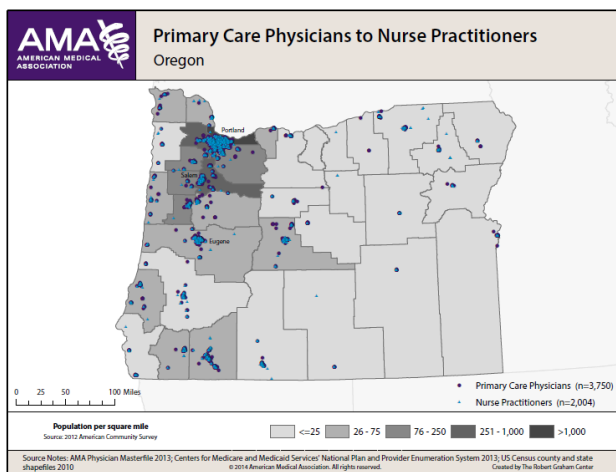 AMA
AMERICAN MEDICAL
ASSOCIATION
Primary Care Physicians to Nurse Practitioners
Oregon
Portland
Salem
Eugene
0 25 50 100 Miles
Primary Care Physicians (n=3,750)
Nurse Practitioners (n=2,004)
Population per square mile
Source: 2012 American Community Survey
<=25 26 - 75 76 - 250 251 - 1,000 >1,000
Source Notes: AMA Physician Masterfile 2013; Centers for Medicare and Medicaid Services' National Plan and Provider Enumeration System 2013; US Census county and state
shapefiles 2010 © 2014 American Medical Association. All rights reserved. Created by The Robert Graham Center